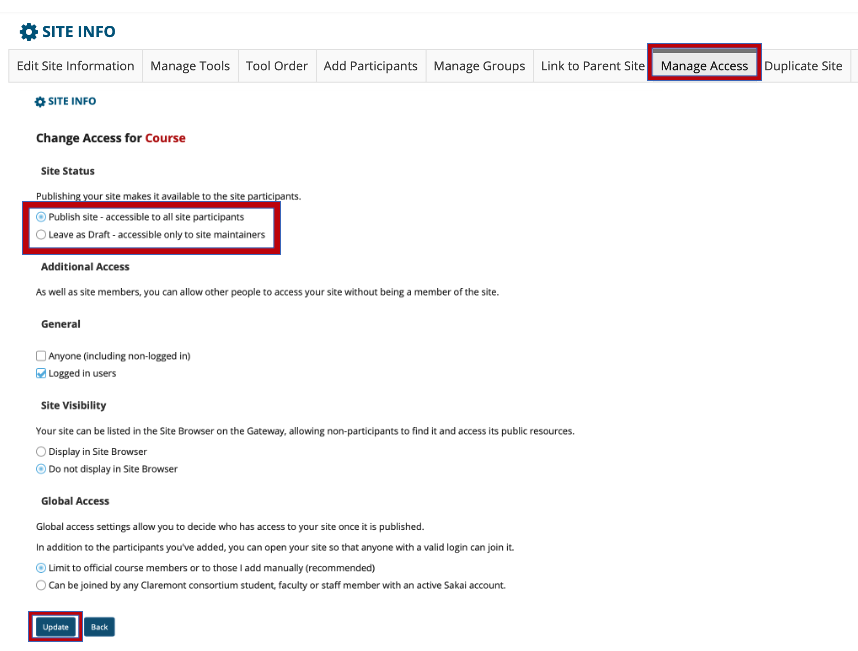 SITE INFO
Edit Site Information Manage Tools Tool Order Add Participants Manage Groups Link to Parent Site Manage Access Duplicate Site
SITE INFO
Change Access for Course
Site Status
Publishing your site makes it available to the site participants.
Publish site - accessible to all site participants
Leave as Draft - accessible only to site maintainers
Additional Access
As well as site members, you can allow other people to access your site without being a member of the site.
General
Anyone (including non-logged in)
Logged in users
Site Visibility
Your site can be listed in the Site Browser on the Gateway, allowing non-participants to find it and access its public resources.
Display in Site Browser
Do not display in Site Browser
Global Access
Global access settings allow you to decide who has access to your site once it is published.
In addition to the participants you've added, you can open your site so that anyone with a valid login can join it.
Limit to official course members or to those I add manually (recommended)
Can be joined by any Claremont consortium student, faculty or staff member with an active Sakai account.
Update Back